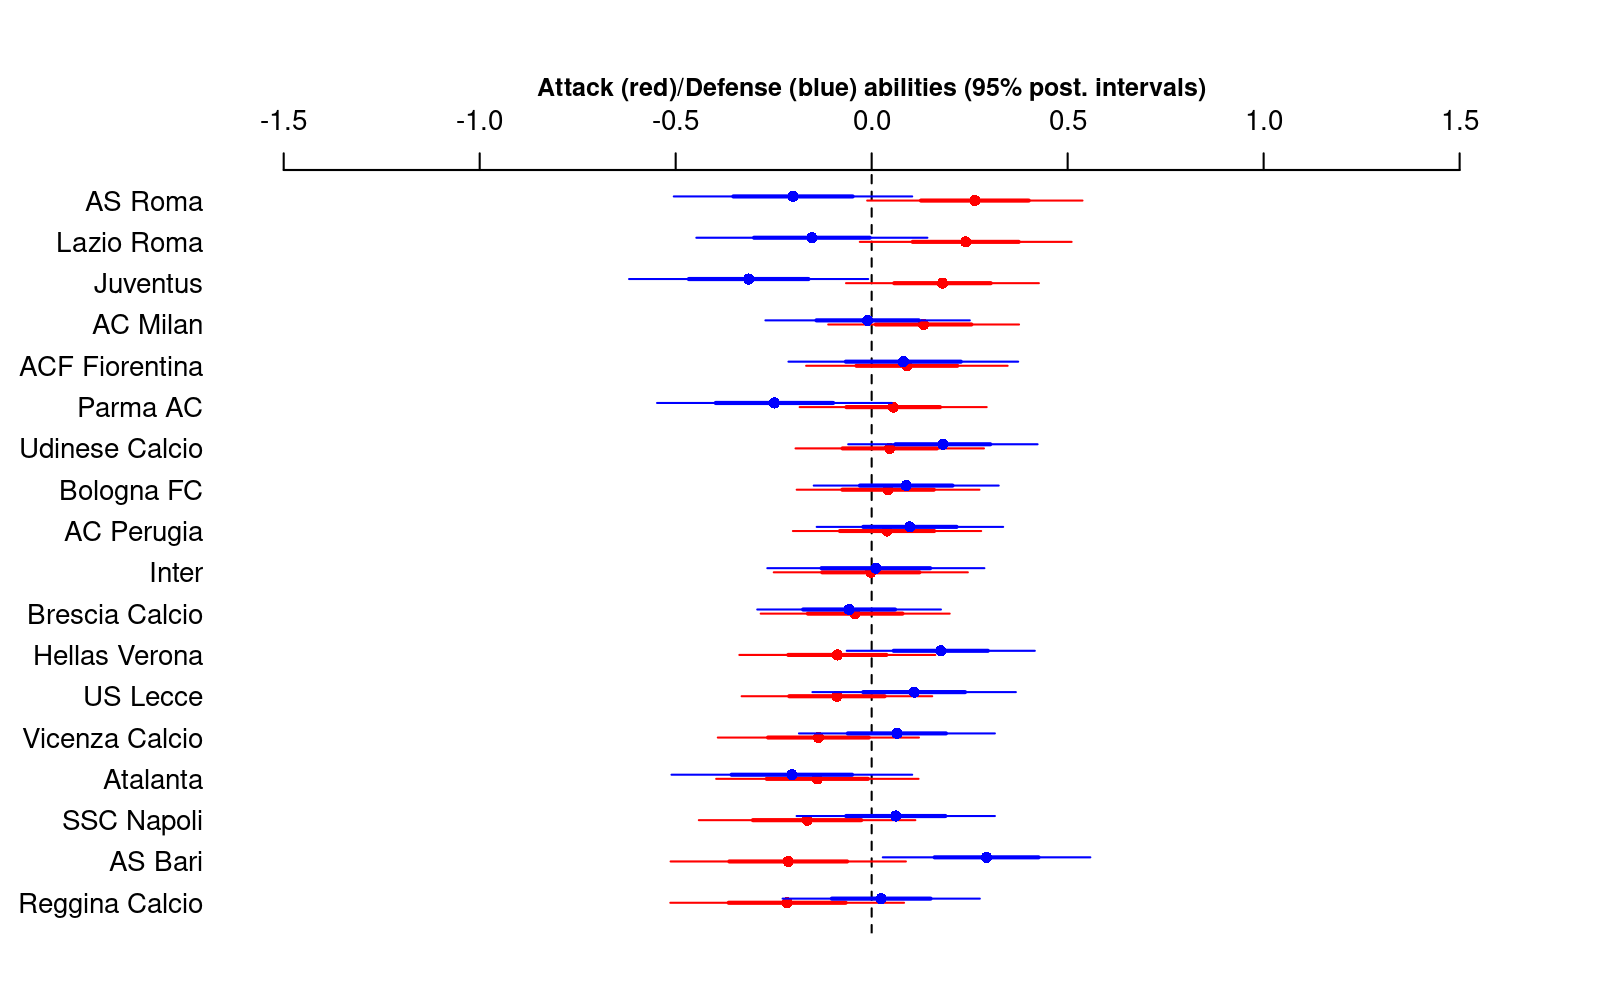 Attack (red)/Defense (blue) abilities (95% post. intervals)
-1.5 -1.0 -0.5 0.0 0.5 1.0 1.5
AS Roma
Lazio Roma
Juventus
AC Milan
ACF Fiorentina
Parma AC
Udinese Calcio
Bologna FC
AC Perugia
Inter
Brescia Calcio
Hellas Verona
US Lecce
Vicenza Calcio
Atalanta
SSC Napoli
AS Bari
Reggina Calcio